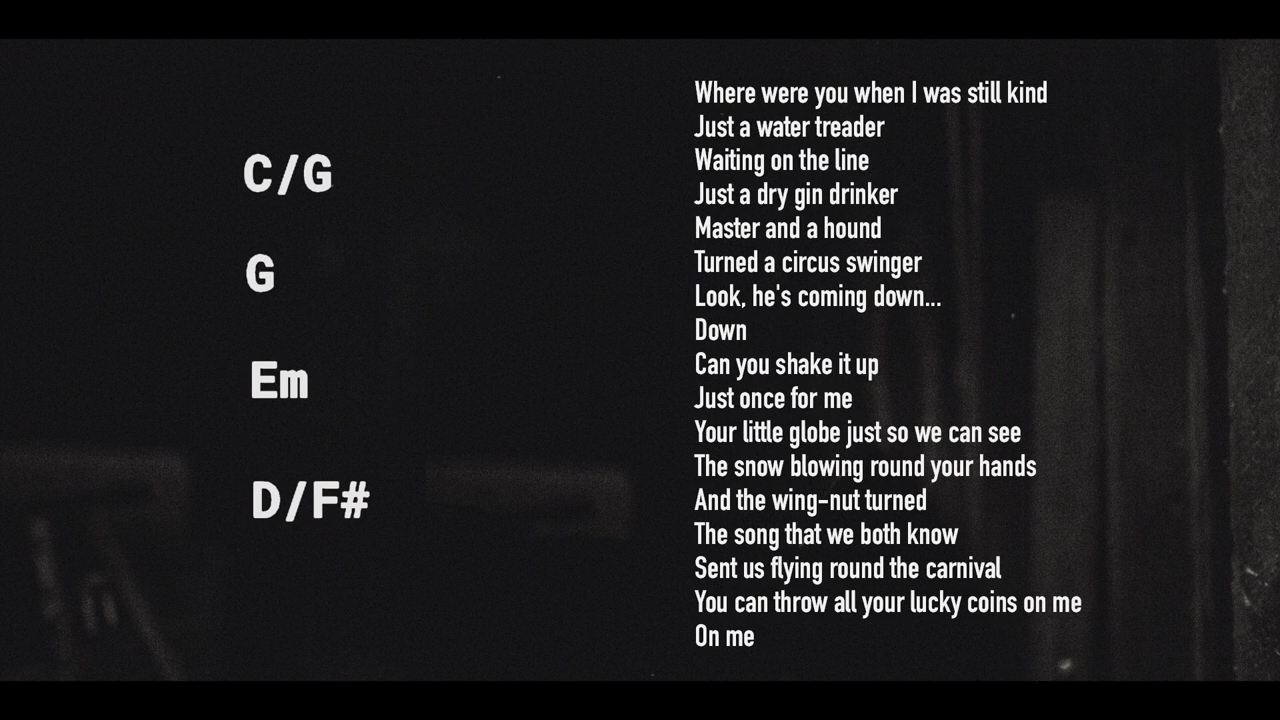 C/G
G
Em
D/F#
Where were you when I was still kind
Just a water treader
Waiting on the line
Just a dry gin drinker
Master and a hound
Turned a circus swinger
Look, he's coming down...
Down
Can you shake it up
Just once for me
Your little globe just so we can see
The snow blowing round your hands
And the wing-nut turned
The song that we both know
Sent us flying round the carnival
You can throw all your lucky coins on me
On me